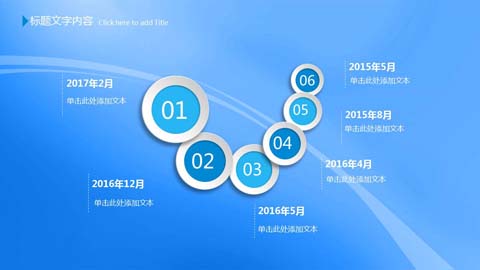 标题文字内容 Click here to add Title
2017年2月
单击此处添加文本
01
2016年12月
单击此处添加文本
02
2016年5月
单击此处添加文本
03
2016年4月
单击此处添加文本
04
2015年8月
单击此处添加文本
05
2015年5月
单击此处添加文本
06